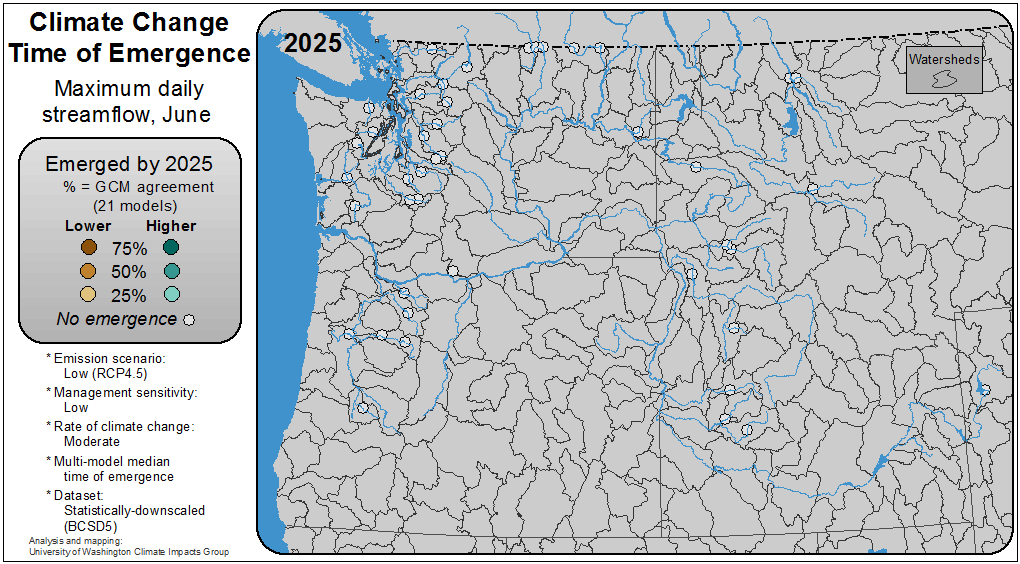 Climate Change
Time of Emergence
Maximum daily
streamflow, June
Emerged by 2025
% = GCM agreement
(21 models)
Lower Higher
75%
50%
25%
No emergence
* Emission scenario:
Low (RCP4.5)
* Management sensitivity:
Low
* Rate of climate change:
Moderate
* Multi-model median
time of emergence
* Dataset:
Statistically-downscaled
(BCSD5)
Analysis and mapping:
University of Washington Climate Impacts Group
2025
Watersheds